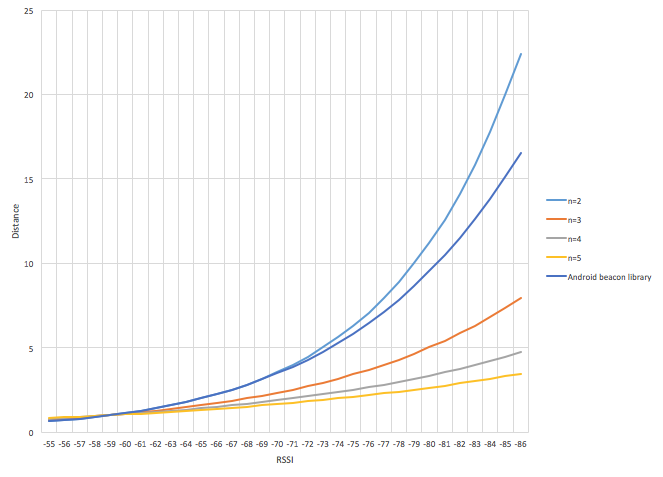 25
20
15
10
5
0
Distance
-55 -56 -57 -58 -59 -60 -61 -62 -63 -64 -65 -66 -67 -68 -69 -70 -71 -72 -73 -74 -75 -76 -77 -78 -79 -80 -81 -82 -83 -84 -85 -86
RSSI
n=2
n=3
n=4
n=5
Android beacon library